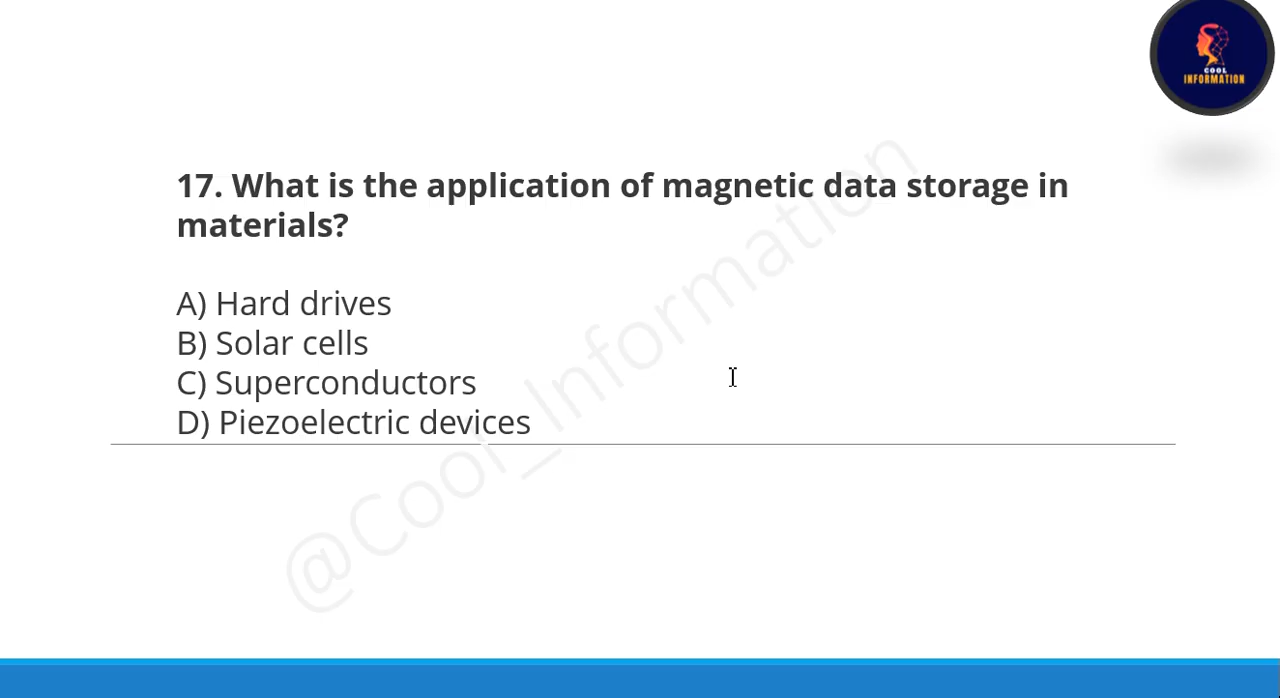 COOL
INFORMATION
17. What is the application of magnetic data storage in
materials?
A) Hard drives
B) Solar cells
C) Superconductors
D) Piezoelectric devices
@Cool_Information